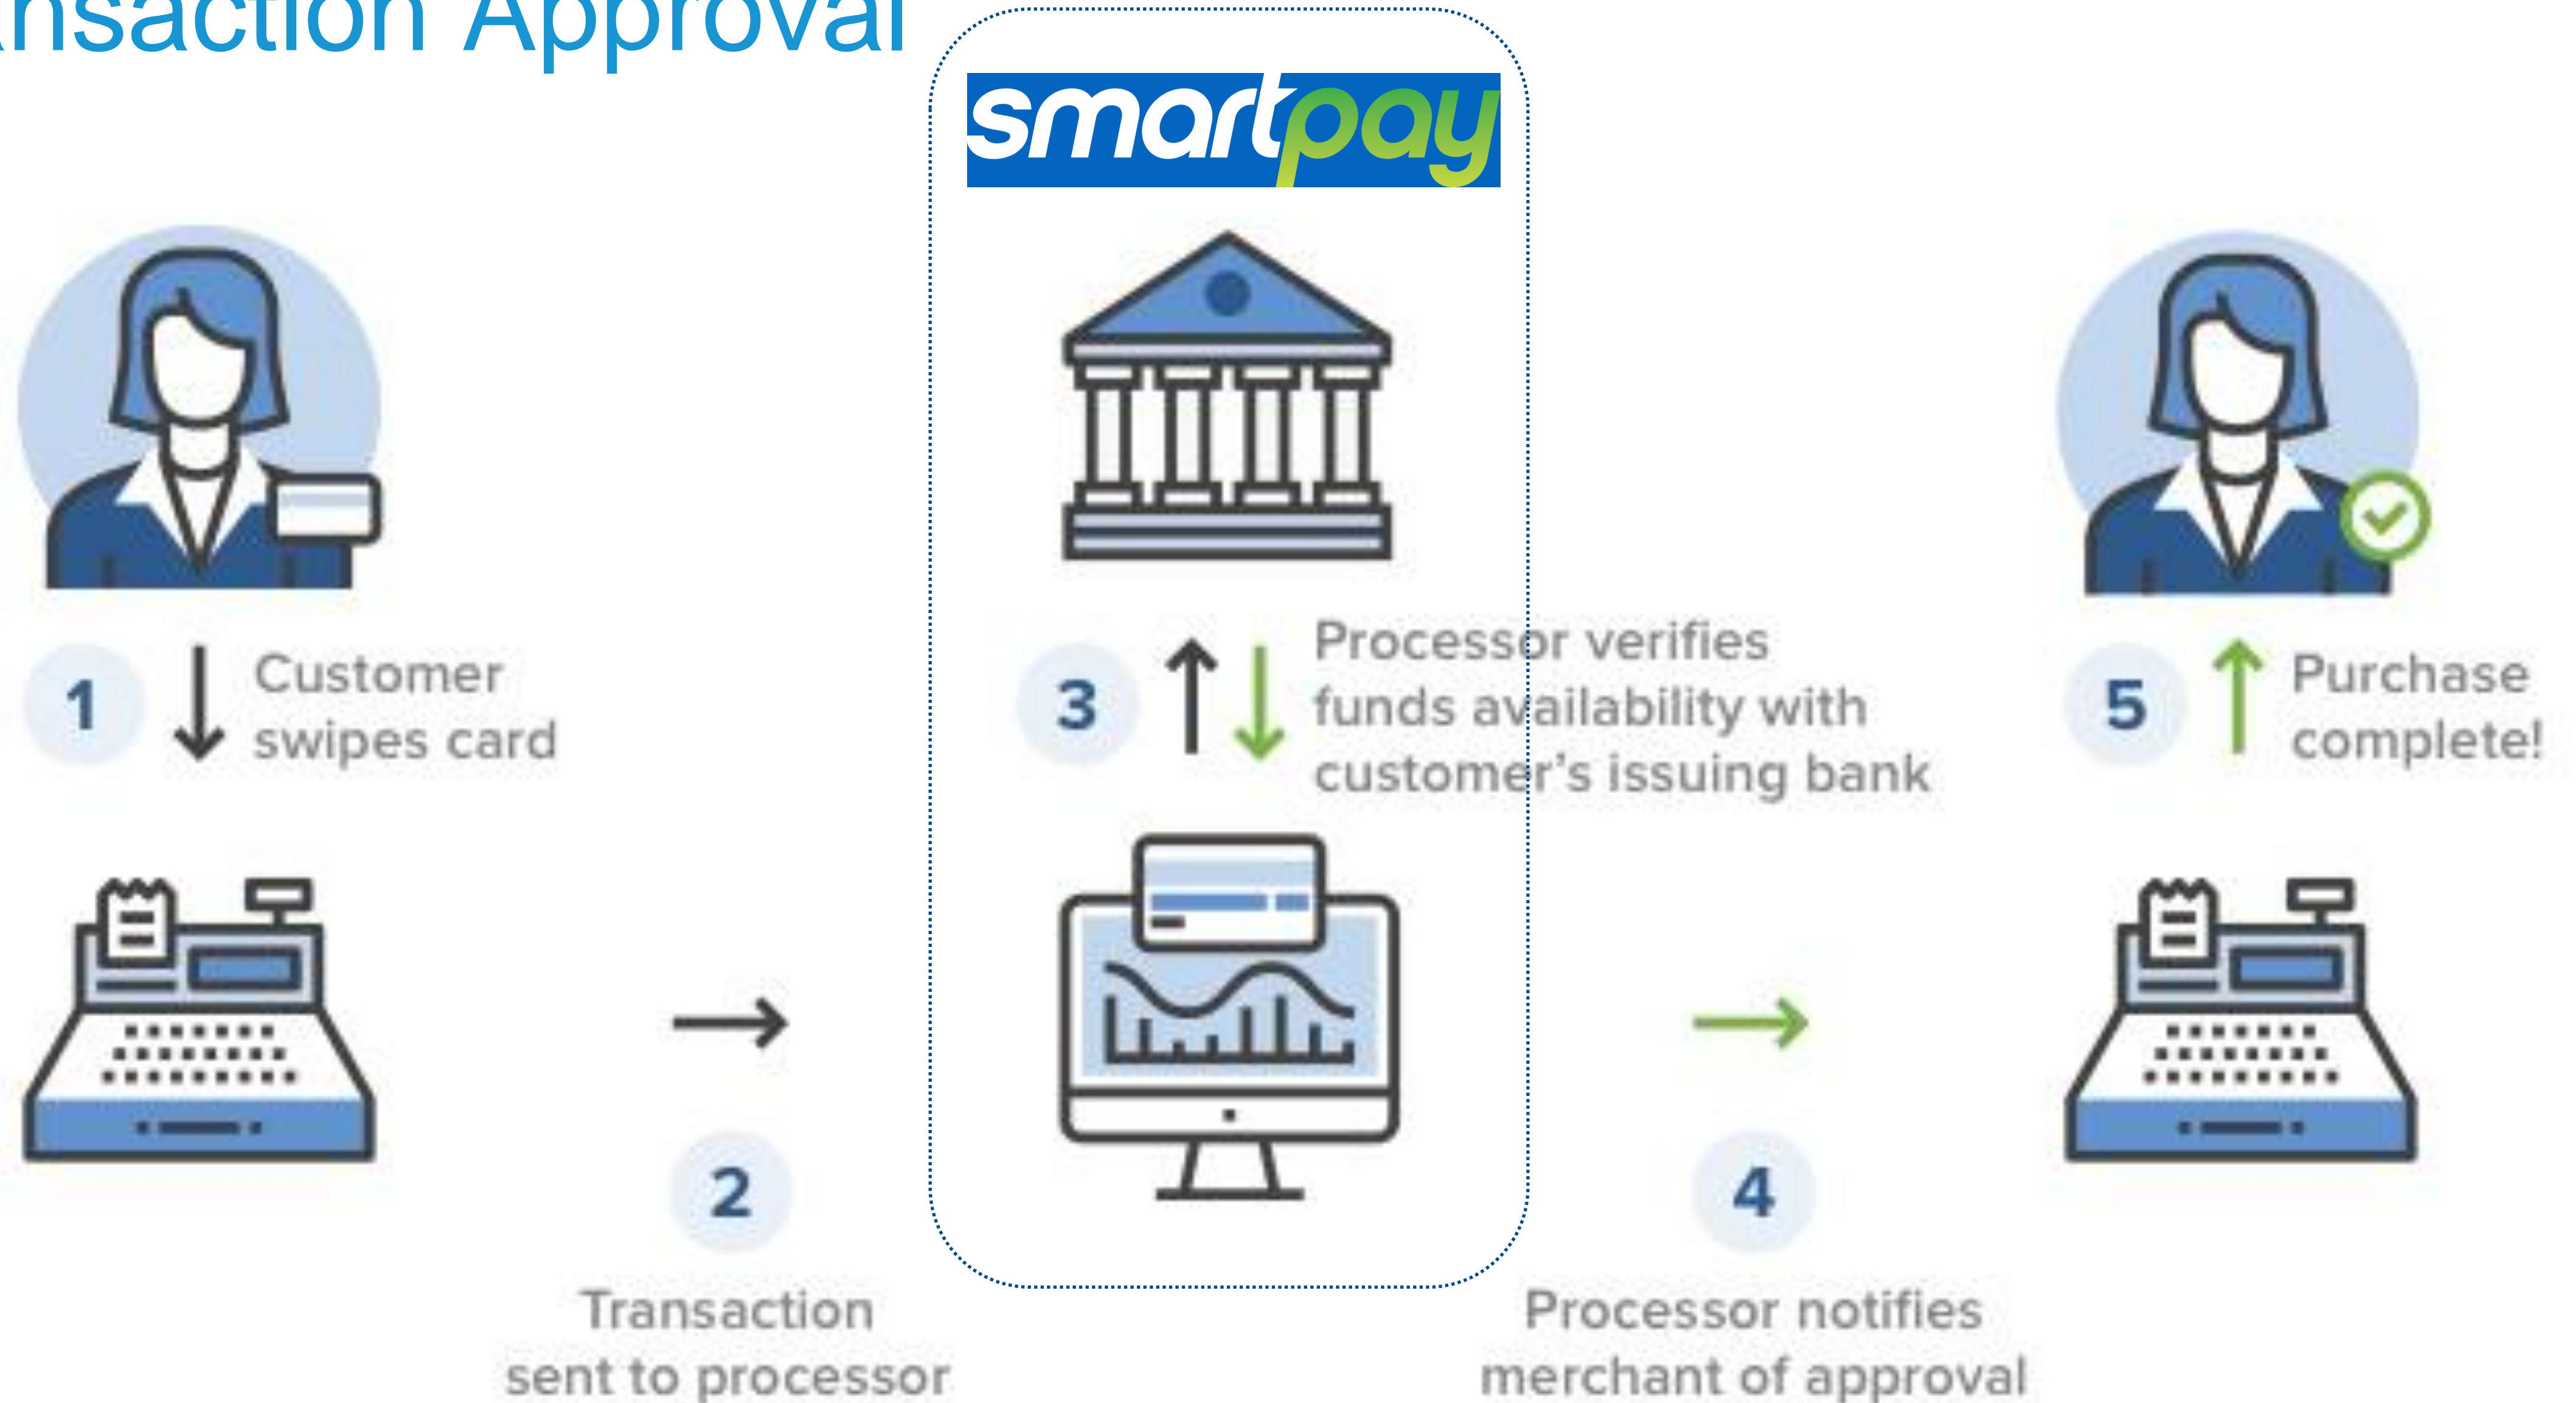 nsaction Approval
smartpay
1
Customer
swipes card
2
Transaction
sent to processor
3
Processor verifies
funds availability with
customer's issuing bank
4
Processor notifies
merchant of approval
5
Purchase
complete!